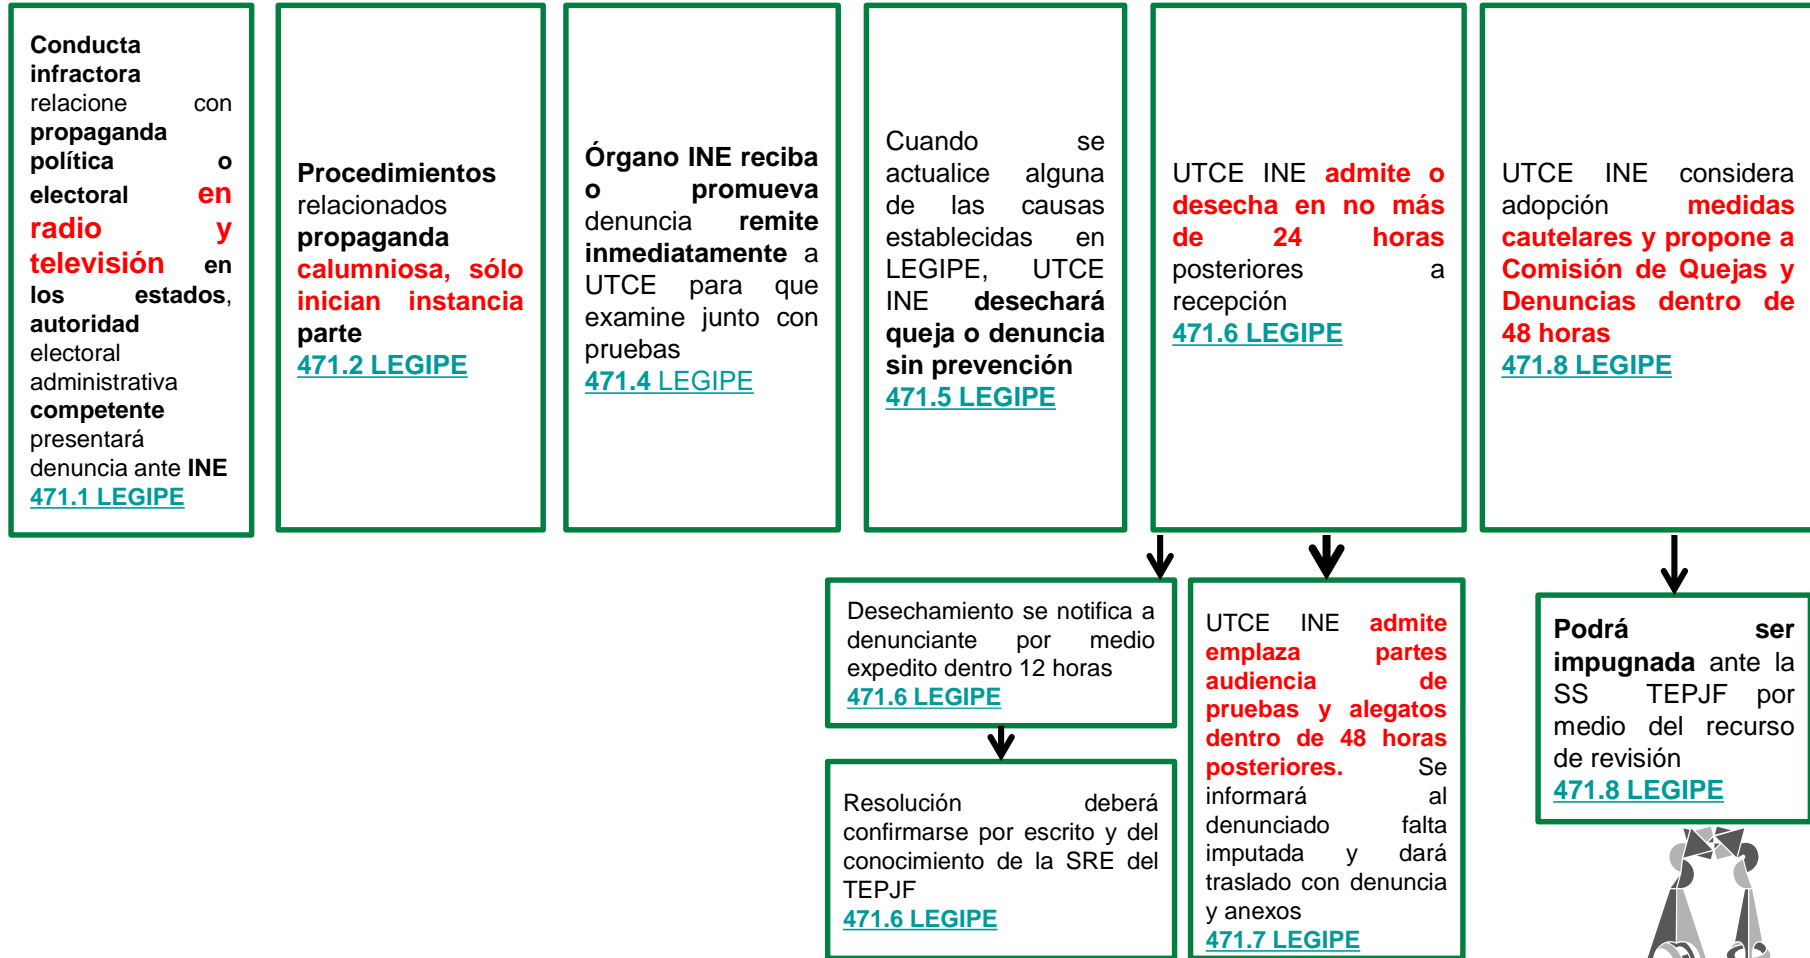 Conducta
infractora
relacione con
propaganda
política o
electoral en
radio y
televisión en
los estados,
autoridad
electoral
administrativa
competente
presentará
denuncia ante INE
471.1 LEGIPE
Procedimientos
relacionados
propaganda
calumniosa, sólo
inician instancia
parte
471.2 LEGIPE
Órgano INE reciba
o promueva
denuncia remite
inmediatamente a
UTCE para que
examine junto con
pruebas
471.4 LEGIPE
Cuando se
actualice alguna
de las causas
establecidas en
LEGIPE, UTCE
INE desechará
queja o denuncia
sin prevención
471.5 LEGIPE
UTCE INE admite o
desecha en no más
de 24 horas
posteriores a
recepción
471.6 LEGIPE
UTCE INE considera
adopción medidas
cautelares y propone a
Comisión de Quejas y
Denuncias dentro de
48 horas
471.8 LEGIPE
Desechamiento se notifica a
denunciante por medio
expedito dentro 12 horas
471.6 LEGIPE
Resolución deberá
confirmarse por escrito y del
conocimiento de la SRE del
TEPJF
471.6 LEGIPE
UTCE INE admite
emplaza partes
audiencia de
pruebas y alegatos
dentro de 48 horas
posteriores. Se
informará al
denunciado falta
imputada y dará
traslado con denuncia
y anexos
471.7 LEGIPE
Podrá ser
impugnada ante la
SS TEPJF por
medio del recurso
de revisión
471.8 LEGIPE